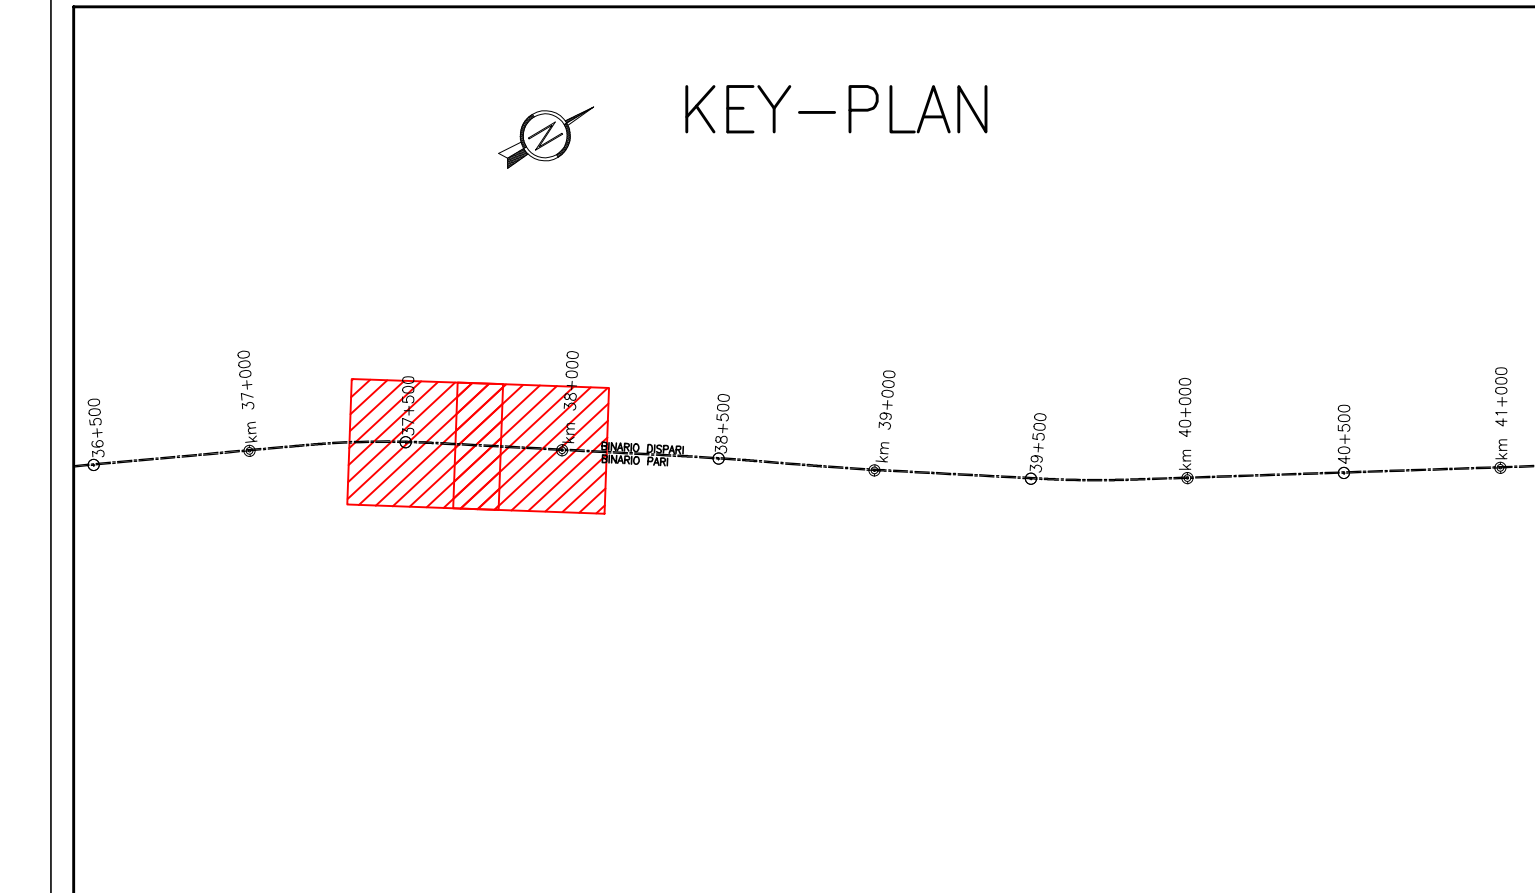 KEY-PLAN
N
36+500
km 37+000
37+500
km 38+000
BINARIO DISPARI
BINARIO PARI
38+500
km 39+000
39+500
km 40+000
40+500
km 41+000